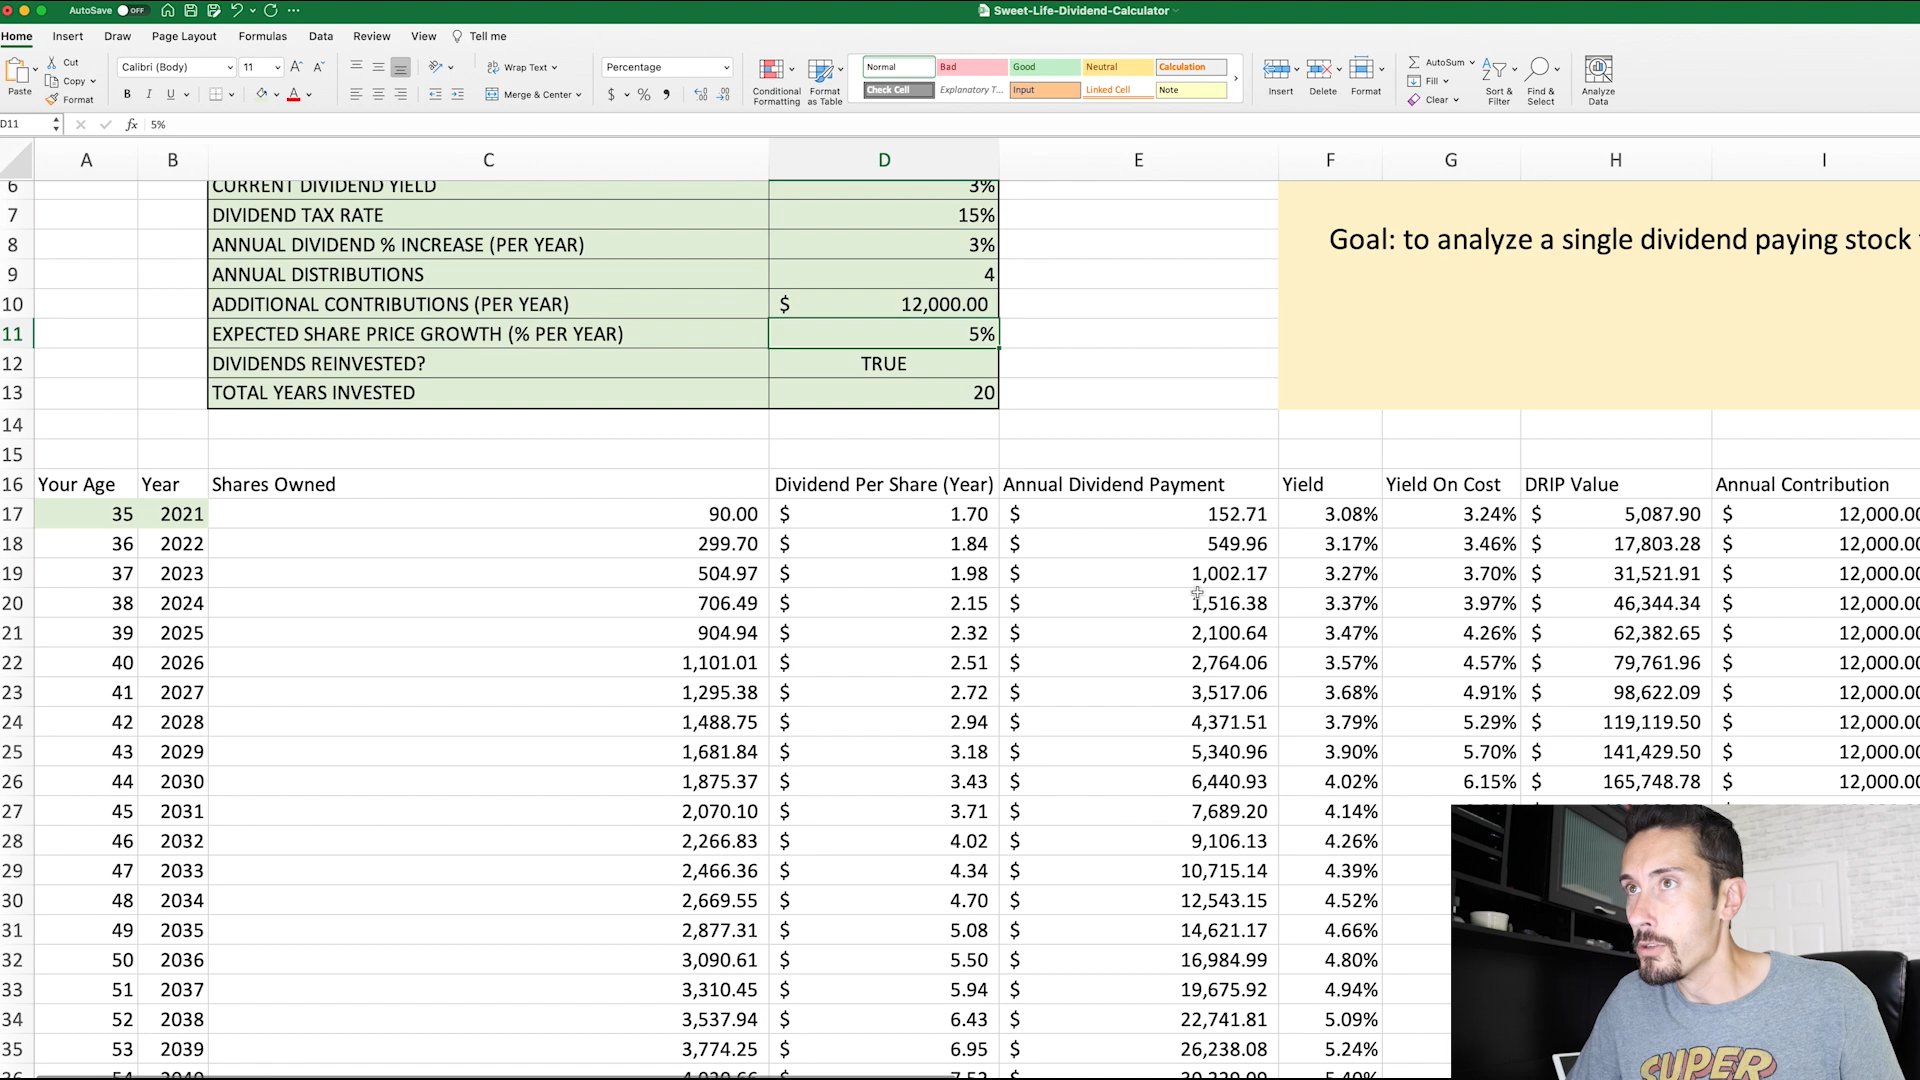 AutoSave OFF
Sweet-Life-Dividend-Calculator
Home Insert Draw Page Layout Formulas Data Review View Tell me
Paste Cut Copy Format
Calibri (Body) 11
B I U A
Wrap Text
Merge & Center
Percentage
$ %
Conditional Formatting
Format as Table
Normal Bad Good Neutral Calculation
Check Cell Explanatory T... Input Linked Cell Note
Insert Delete Format
AutoSum
Fill
Clear
Sort & Filter
Find & Select
Analyze Data
D11 fx 5%
A B C D E F G H I
6 CURRENT DIVIDEND YIELD 3%
7 DIVIDEND TAX RATE 15%
8 ANNUAL DIVIDEND % INCREASE (PER YEAR) 3%
9 ANNUAL DISTRIBUTIONS 4
10 ADDITIONAL CONTRIBUTIONS (PER YEAR) $ 12,000.00
11 EXPECTED SHARE PRICE GROWTH (% PER YEAR) 5%
12 DIVIDENDS REINVESTED? TRUE
13 TOTAL YEARS INVESTED 20
Goal: to analyze a single dividend paying stock
14
15
16 Your Age Year Shares Owned Dividend Per Share (Year) Annual Dividend Payment Yield Yield On Cost DRIP Value Annual Contribution
17 35 2021 90.00 $ 1.70 $ 152.71 3.08% 3.24% $ 5,087.90 $ 12,000.00
18 36 2022 299.70 $ 1.84 $ 549.96 3.17% 3.46% $ 17,803.28 $ 12,000.00
19 37 2023 504.97 $ 1.98 $ 1,002.17 3.27% 3.70% $ 31,521.91 $ 12,000.00
20 38 2024 706.49 $ 2.15 $ 1,516.38 3.37% 3.97% $ 46,344.34 $ 12,000.00
21 39 2025 904.94 $ 2.32 $ 2,100.64 3.47% 4.26% $ 62,382.65 $ 12,000.00
22 40 2026 1,101.01 $ 2.51 $ 2,764.06 3.57% 4.57% $ 79,761.96 $ 12,000.00
23 41 2027 1,295.38 $ 2.72 $ 3,517.06 3.68% 4.91% $ 98,622.09 $ 12,000.00
24 42 2028 1,488.75 $ 2.94 $ 4,371.51 3.79% 5.29% $ 119,119.50 $ 12,000.00
25 43 2029 1,681.84 $ 3.18 $ 5,340.96 3.90% 5.70% $ 141,429.50 $ 12,000.00
26 44 2030 1,875.37 $ 3.43 $ 6,440.93 4.02% 6.15% $ 165,748.78 $ 12,000.00
27 45 2031 2,070.10 $ 3.71 $ 7,689.20 4.14%
28 46 2032 2,266.83 $ 4.02 $ 9,106.13 4.26%
29 47 2033 2,466.36 $ 4.34 $ 10,715.14 4.39%
30 48 2034 2,669.55 $ 4.70 $ 12,543.15 4.52%
31 49 2035 2,877.31 $ 5.08 $ 14,621.17 4.66%
32 50 2036 3,090.61 $ 5.50 $ 16,984.99 4.80%
33 51 2037 3,310.45 $ 5.94 $ 19,675.92 4.94%
34 52 2038 3,537.94 $ 6.43 $ 22,741.81 5.09%
35 53 2039 3,774.25 $ 6.95 $ 26,238.08 5.24%
SUPER